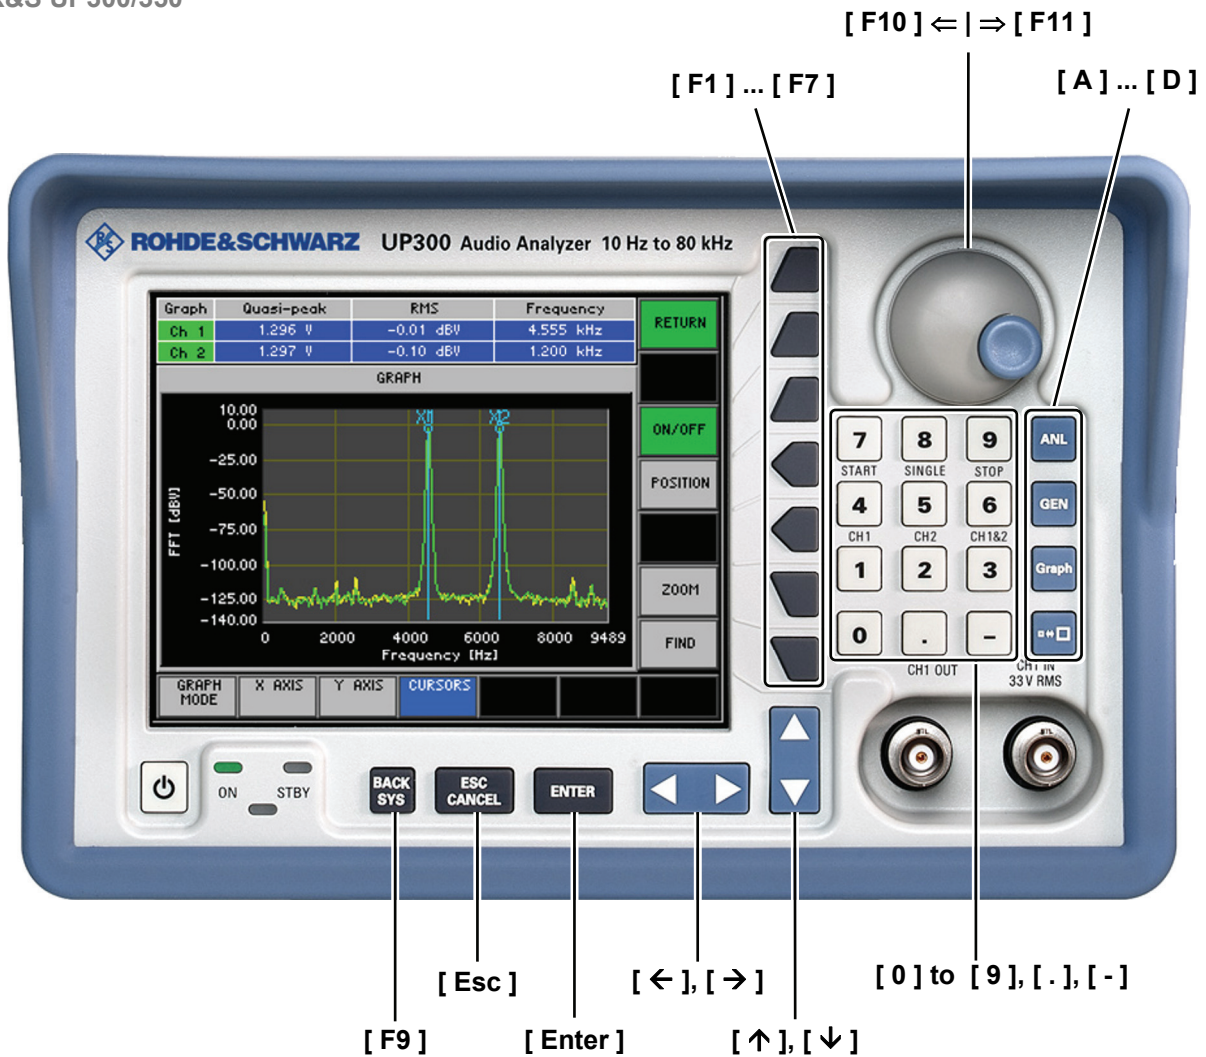 R&S UP300/350
[ F10 ] ⇐ | ⇒ [ F11 ]
[ F1 ] ... [ F7 ]
[ A ] ... [ D ]
ROHDE&SCHWARZ UP300 Audio Analyzer 10 Hz to 80 kHz
Graph Quasi-peak RMS Frequency
Ch 1 1.296 V -0.01 dBV 4.555 kHz
Ch 2 1.297 V -0.10 dBV 1.200 kHz
GRAPH
RETURN
ON/OFF
POSITION
ZOOM
FIND
10.00
0.00
-25.00
-50.00
-75.00
-100.00
-125.00
-140.00
FFT [dBV]
0 2000 4000 6000 8000 9489
Frequency [Hz]
GRAPH MODE X AXIS Y AXIS CURSORS
7 8 9 ANL
START SINGLE STOP
4 5 6 GEN
CH1 CH2 CH1&2
1 2 3 Graph
0 . -
CH1 OUT
CH1 IN
33 V RMS
ON STBY
BACK
SYS
ESC
CANCEL
ENTER
[ Esc ]
[ ← ], [ → ]
[ 0 ] to [ 9 ], [ . ], [ - ]
[ F9 ]
[ Enter ]
[ ↑ ], [ ↓ ]